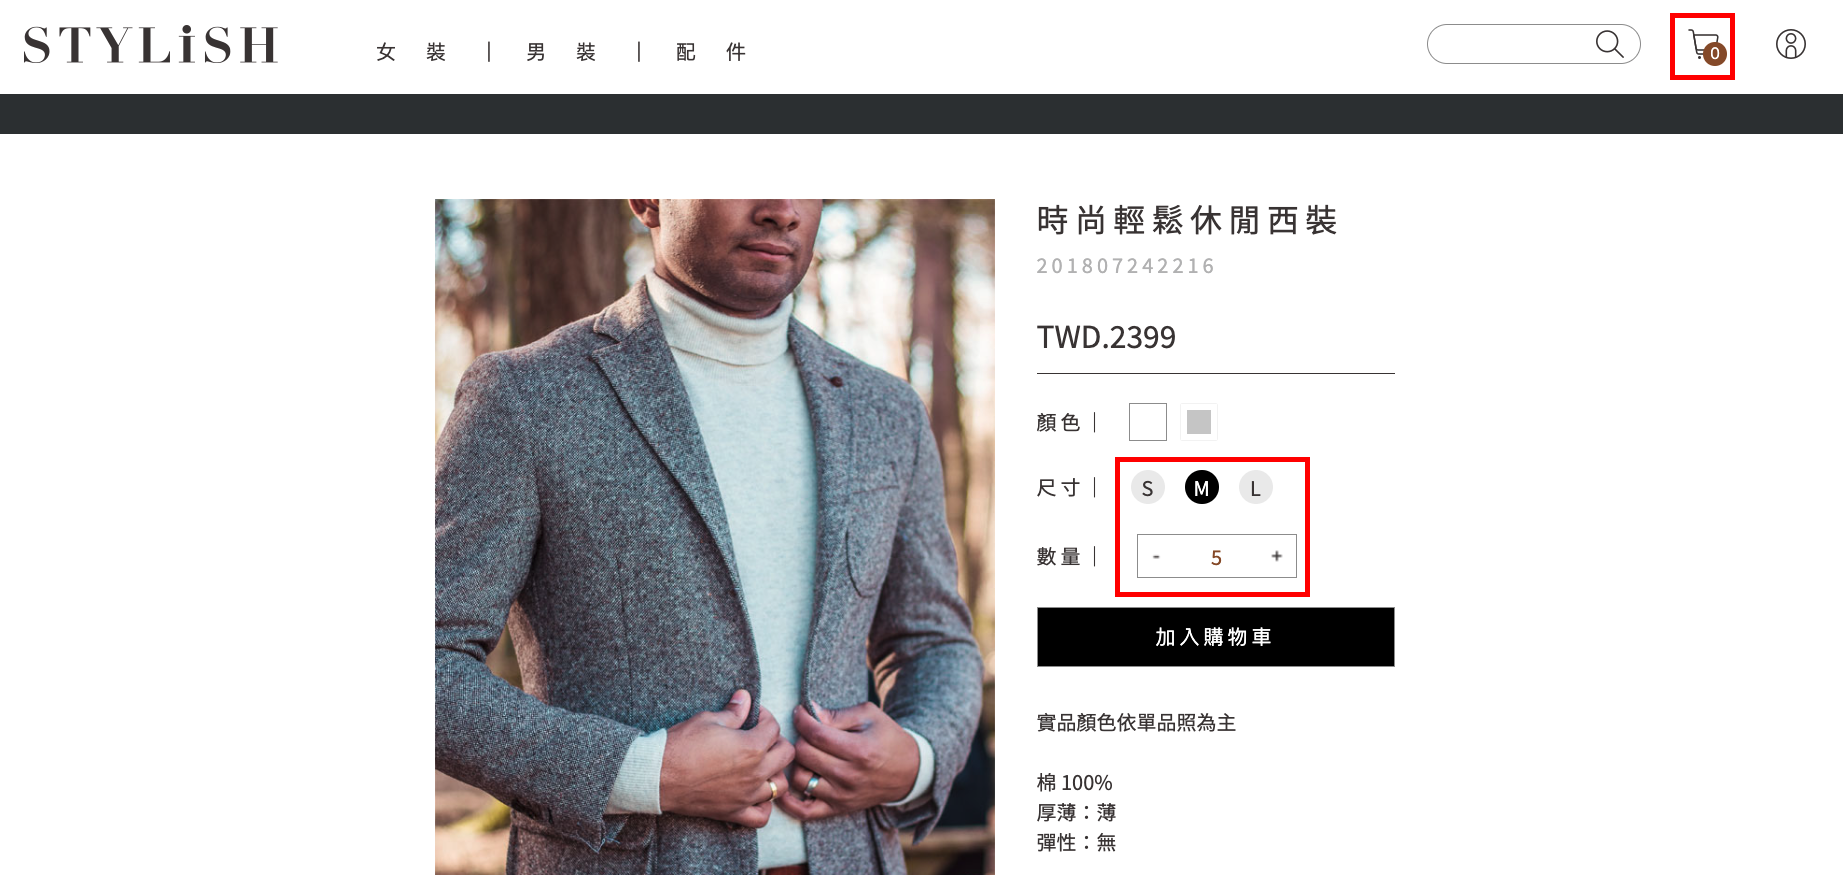 STYLiSH
女裝 | 男裝 | 配件
0
時尚輕鬆休閒西裝
201807242216
TWD.2399
顏色｜
尺寸｜ S M L
數量｜ - 5 +
加入購物車
實品顏色依單品照為主
棉 100%
厚薄：薄
彈性：無